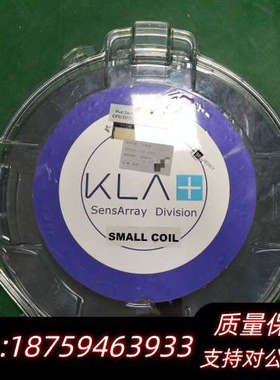 KLA+
SensArray Division
SMALL COIL
质量保
:18759463933
支持对公